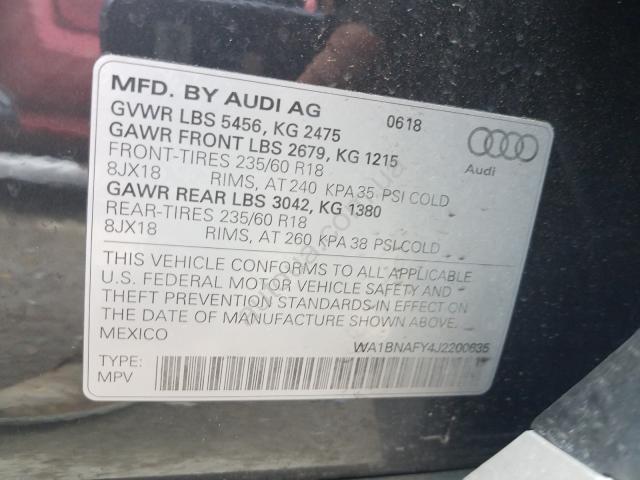 MFD. BY AUDI AG 0618
GVWR LBS 5456, KG 2475
GAWR FRONT LBS 2679, KG 1215
FRONT-TIRES 235/60 R18
8JX18 RIMS, AT 240 KPA 35 PSI COLD
GAWR REAR LBS 3042, KG 1380
REAR-TIRES 235/60 R18
8JX18 RIMS, AT 260 KPA 38 PSI COLD
Audi
THIS VEHICLE CONFORMS TO ALL APPLICABLE
U.S. FEDERAL MOTOR VEHICLE SAFETY AND
THEFT PREVENTION STANDARDS IN EFFECT ON
THE DATE OF MANUFACTURE SHOWN ABOVE.
MEXICO WA1BNAFY4J2200635
TYPE:
MPV